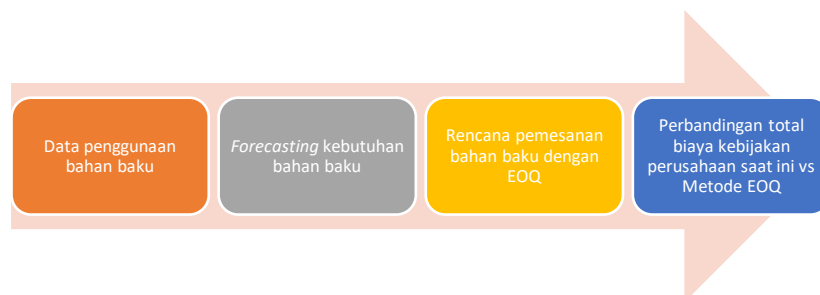 Data penggunaan
bahan baku
Forecasting kebutuhan
bahan baku
Rencana pemesanan
bahan baku dengan
EOQ
Perbandingan total
biaya kebijakan
perusahaan saat ini vs
Metode EOQ